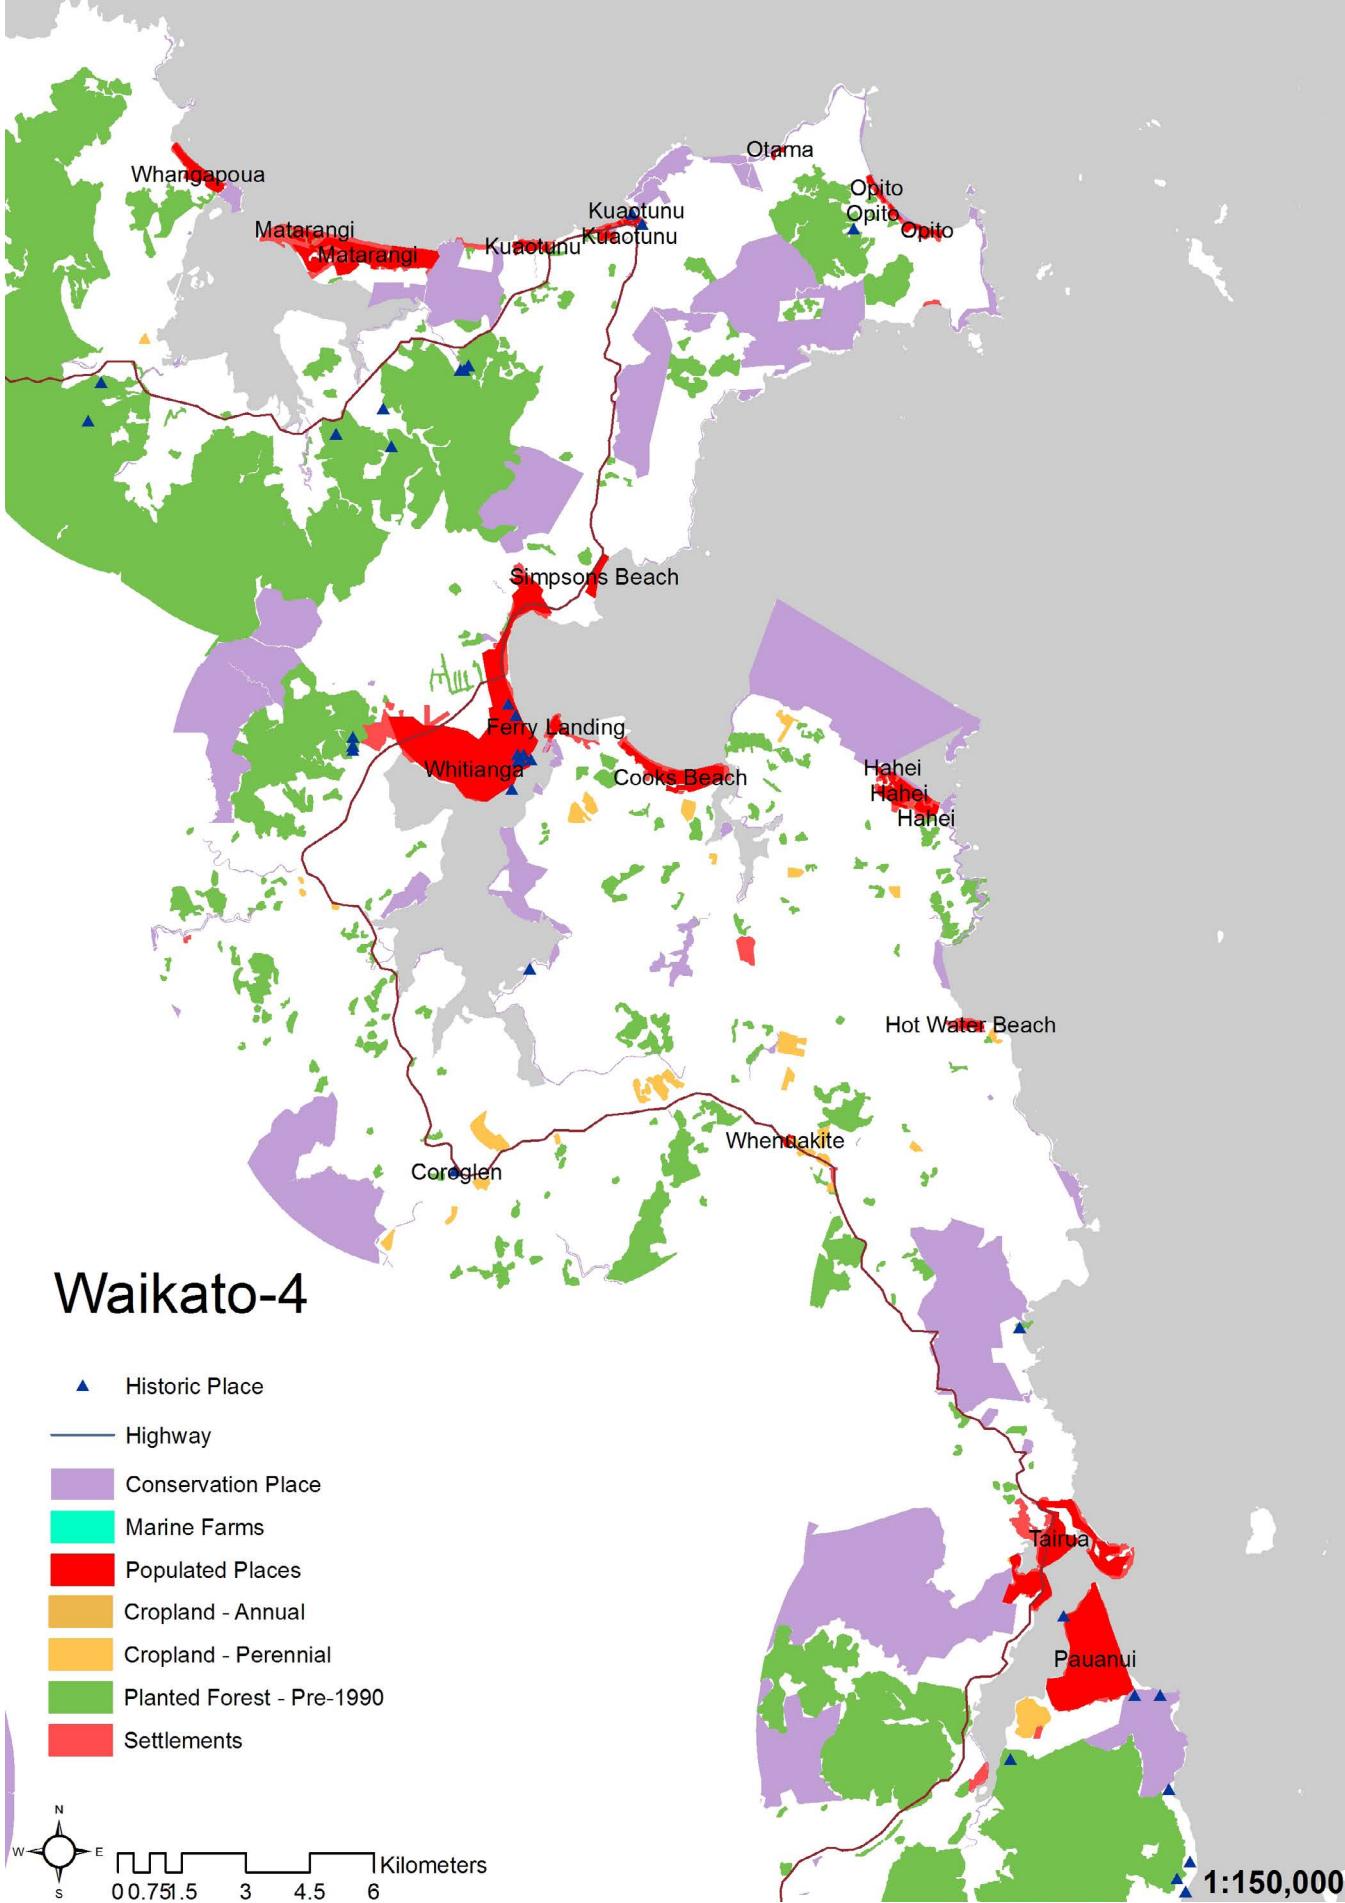 Otama
Whangapoua
Opito
Kuaotunu
Opito
Matarangi
Opito
Kuaotunu
Kuaotunu
Matarangi
Simpsons Beach
Ferry Landing
Hahei
Whitianga
Cooks Beach
Hahei
Hahei
Hot Water Beach
Whenuakite
Coroglen
Waikato-4
Historic Place
Highway
Conservation Place
Marine Farms
Tairua
Populated Places
Cropland - Annual
Cropland - Perennial
Pauanui
Planted Forest - Pre-1990
Settlements
N
W E
S
Kilometers
0 0.75 1.5 3 4.5 6
1:150,000